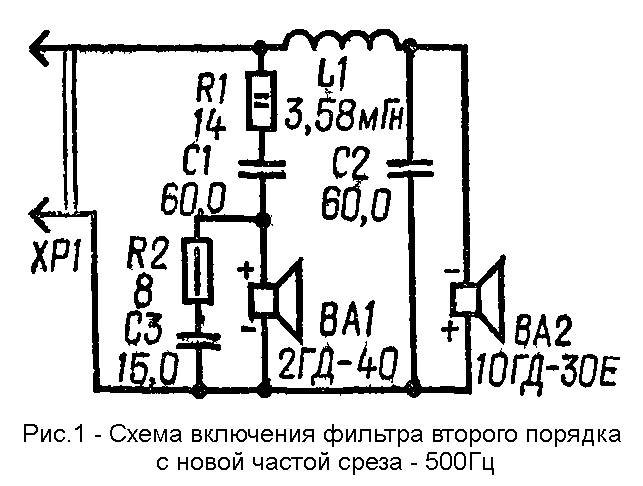 R1
14
L1
3,58мГн
C1
60,0
C2
60,0
XP1
R2
8
C3
15,0
+
-
BA1
2ГД-40
-
+
BA2
10ГД-30Е
Рис.1 - Схема включения фильтра второго порядка
с новой частой среза - 500Гц